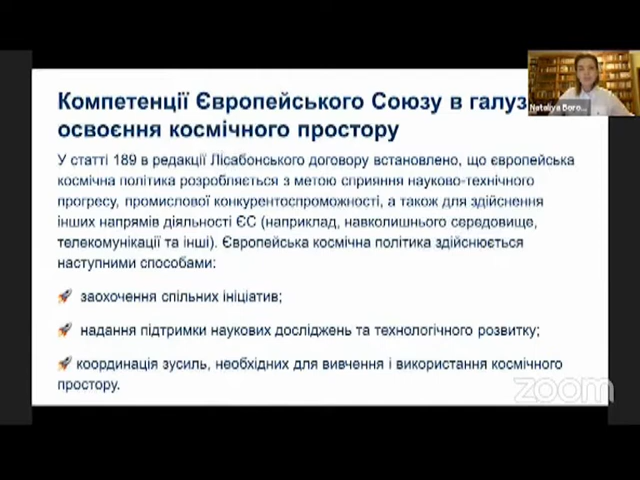 Компетенції Європейського Союзу в галуз
освоєння космічного простору
Nataliya Boro...
У статті 189 в редакції Лісабонського договору встановлено, що європейська
космічна політика розробляється з метою сприяння науково-технічного
прогресу, промислової конкурентоспроможності, а також для здійснення
інших напрямів діяльності ЄС (наприклад, навколишнього середовище,
телекомунікації та інші). Європейська космічна політика здійснюється
наступними способами:
заохочення спільних ініціатив;
надання підтримки наукових досліджень та технологічного розвитку;
координація зусиль, необхідних для вивчення і використання космічного
простору.
zoom